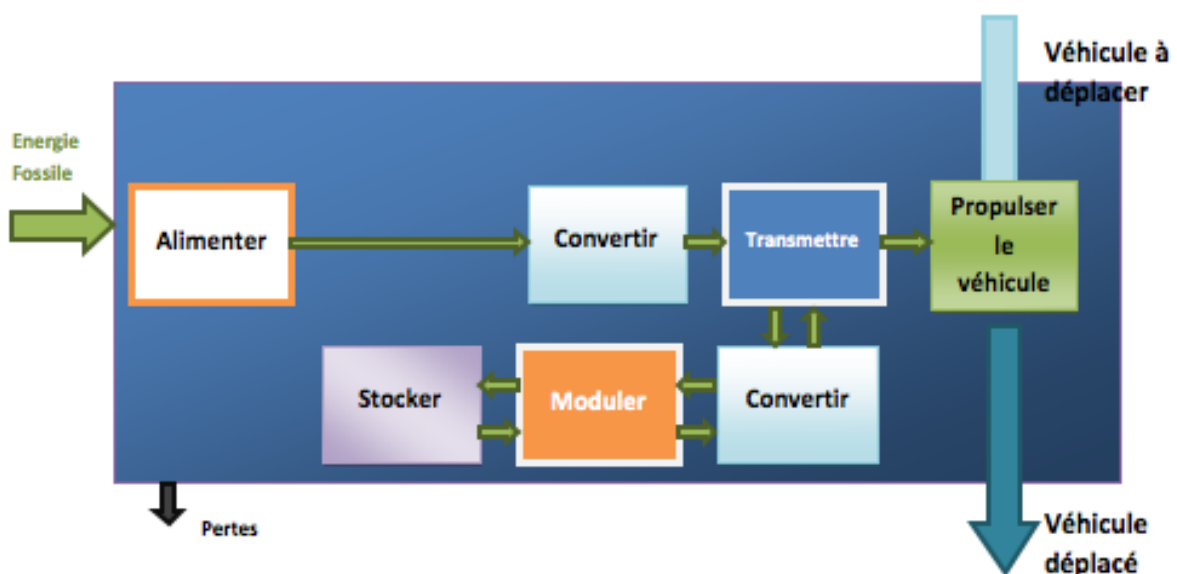 Véhicule à
déplacer
Energie
Fossile
Alimenter
Convertir
Transmettre
Propulser
le
véhicule
Stocker
Moduler
Convertir
Pertes
Véhicule
déplacé